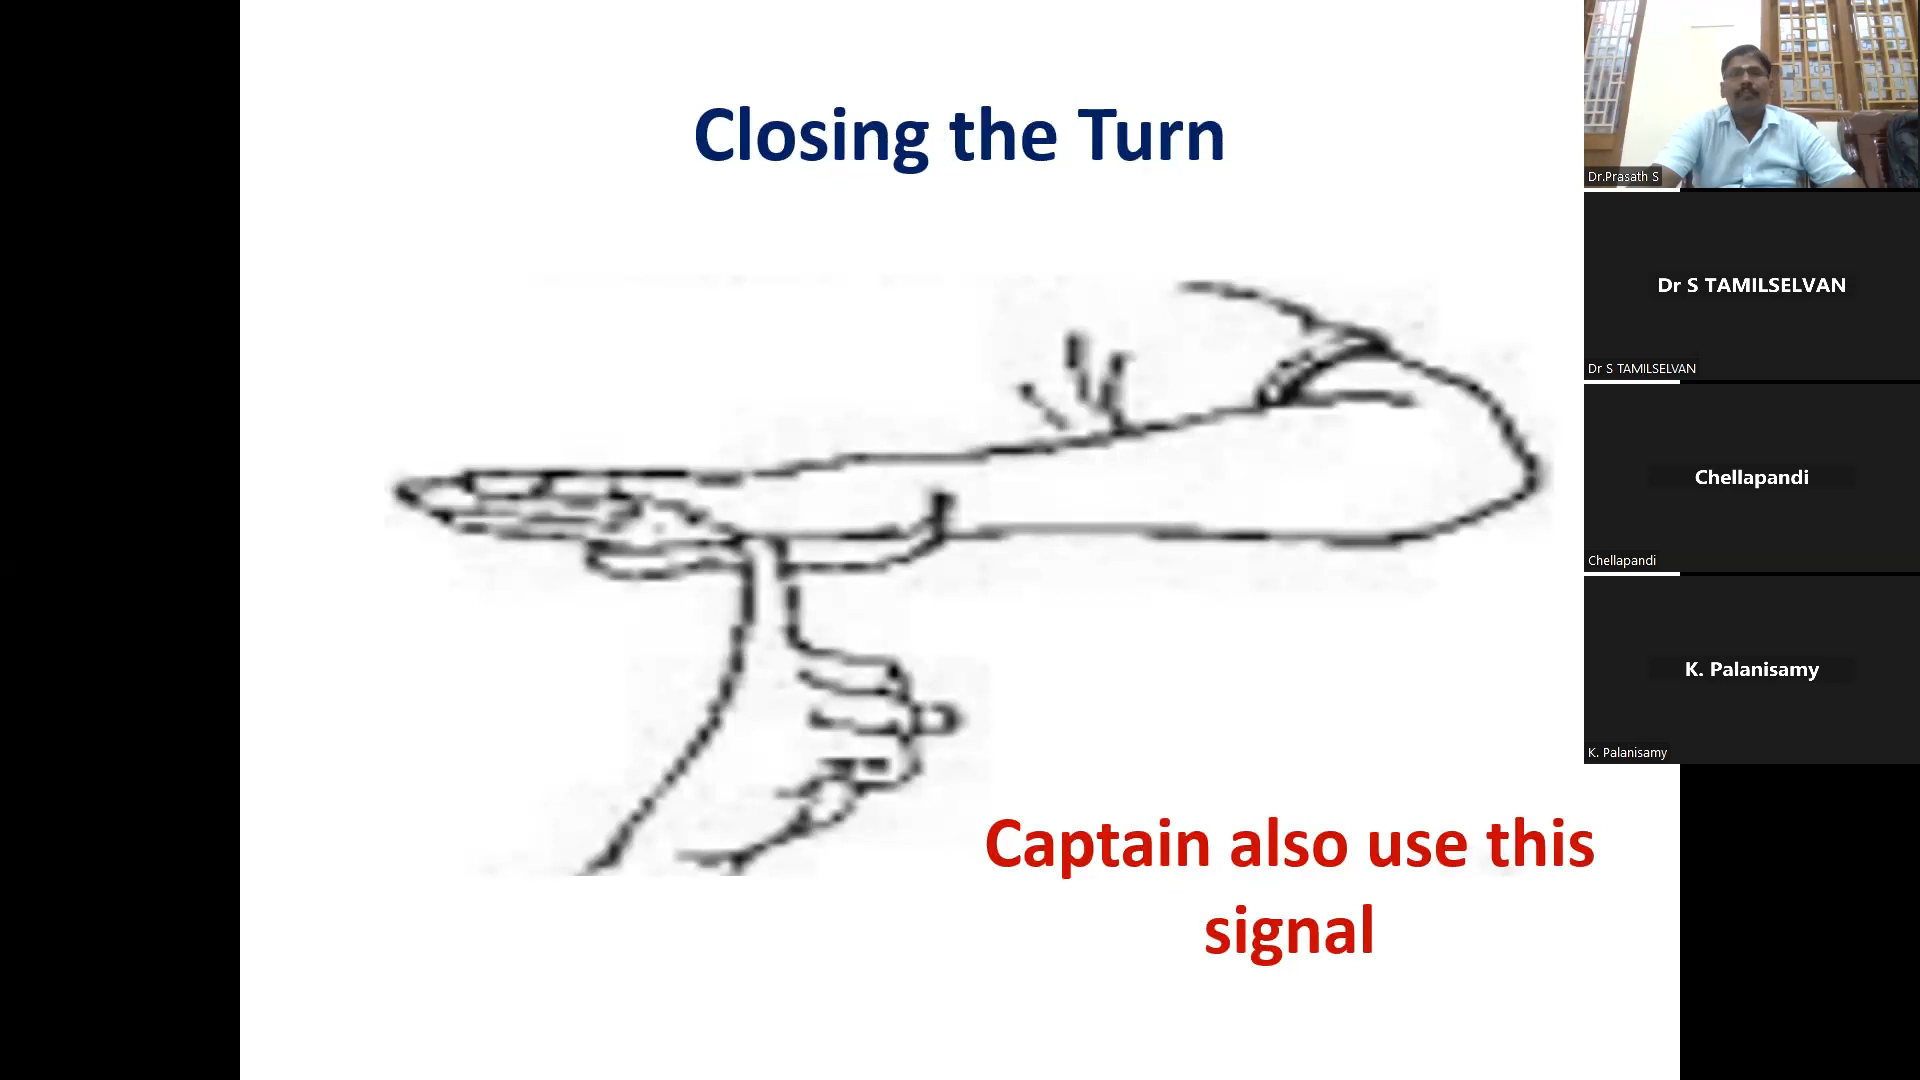 Closing the Turn
Captain also use this
signal
Dr.Prasath S
Dr S TAMILSELVAN
Dr S TAMILSELVAN
Chellapandi
Chellapandi
K. Palanisamy
K. Palanisamy